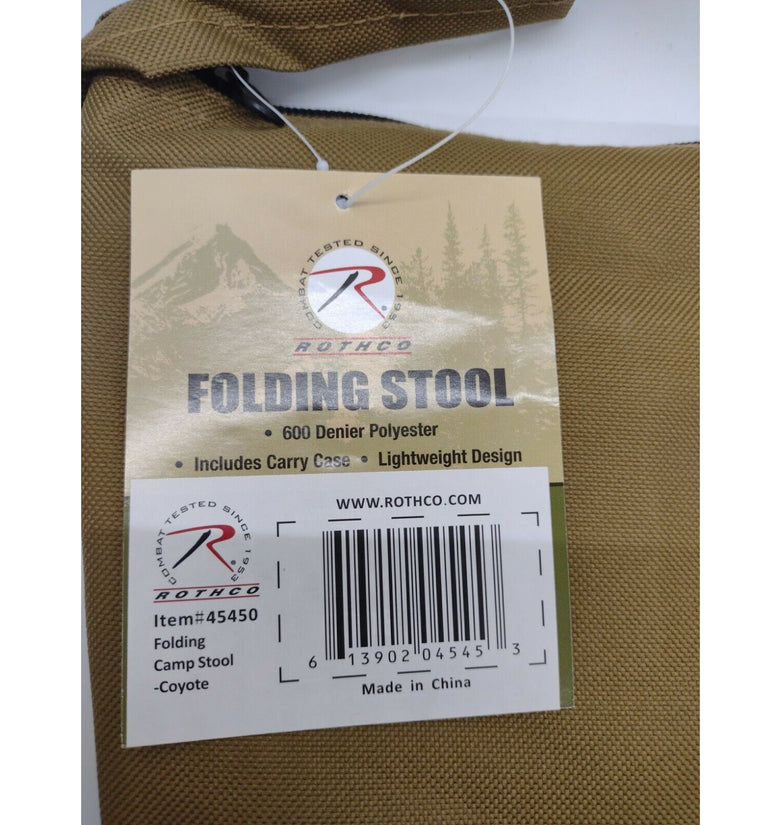 COMBAT TESTED SINCE 1953
R
ROTHCO
FOLDING STOOL
• 600 Denier Polyester
• Includes Carry Case • Lightweight Design
WWW.ROTHCO.COM
COMBAT TESTED SINCE 1953
R
ROTHCO
Item#45450
Folding
Camp Stool
-Coyote
6 13902 04545 3
Made in China